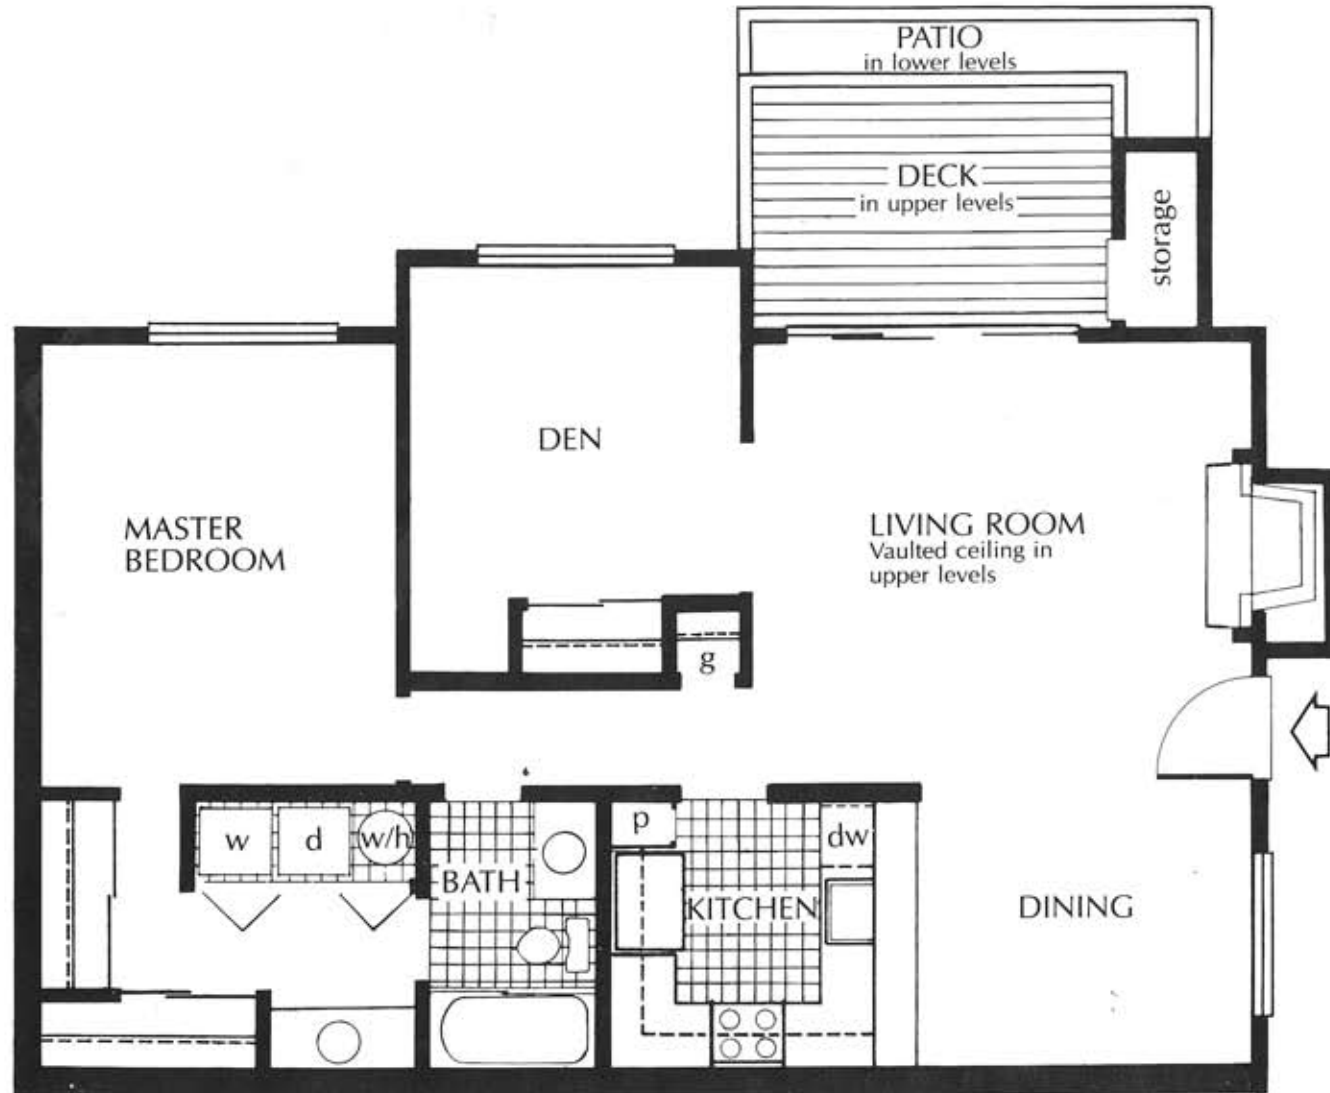 PATIO
in lower levels
DECK
in upper levels
storage
DEN
MASTER
BEDROOM
LIVING ROOM
Vaulted ceiling in
upper levels
g
w
d
w/h
BATH
p
dw
KITCHEN
DINING